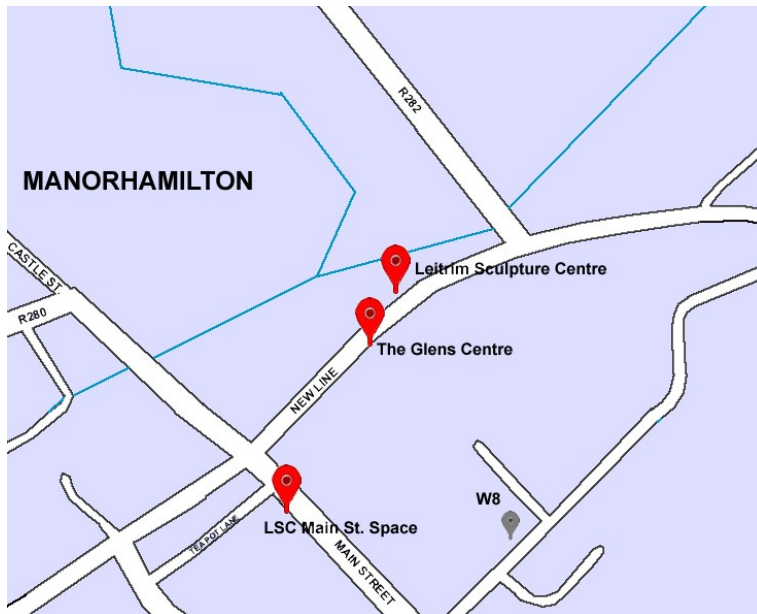 R282
MANORHAMILTON
CASTLE ST.
Leitrim Sculpture Centre
R280
The Glens Centre
NEW LINE
W8
LSC Main St. Space
TEA POT LANE
MAIN STREET